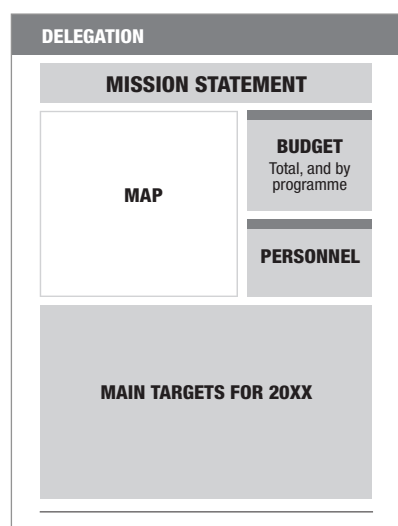 DELEGATION
MISSION STATEMENT
MAP
BUDGET
Total, and by
programme
PERSONNEL
MAIN TARGETS FOR 20XX